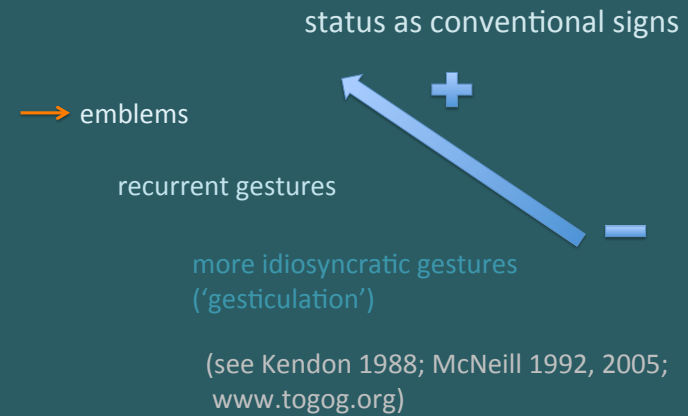 status as conventional signs
emblems
recurrent gestures
more idiosyncratic gestures
(‘gesticulation’)
(see Kendon 1988; McNeill 1992, 2005;
www.togog.org)